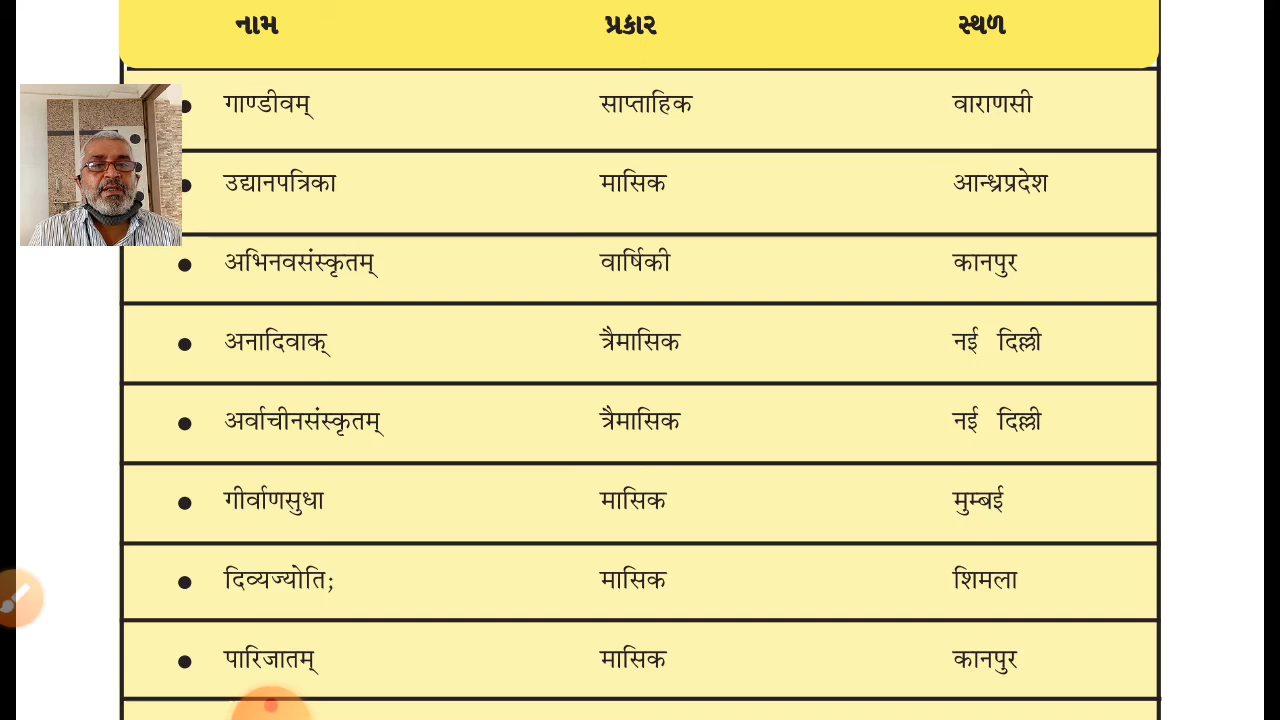 નામ પ્રકાર સ્થળ
• गाण्डीवम् साप्ताहिक वाराणसी
• उद्यानपत्रिका मासिक आन्ध्रप्रदेश
• अभिनवसंस्कृतम् वार्षिकी कानपुर
• अनादिवाक् त्रैमासिक नई दिल्ली
• अर्वाचीनसंस्कृतम् त्रैमासिक नई दिल्ली
• गीर्वाणसुधा मासिक मुम्बई
• दिव्यज्योति; मासिक शिमला
• पारिजातम् मासिक कानपुर